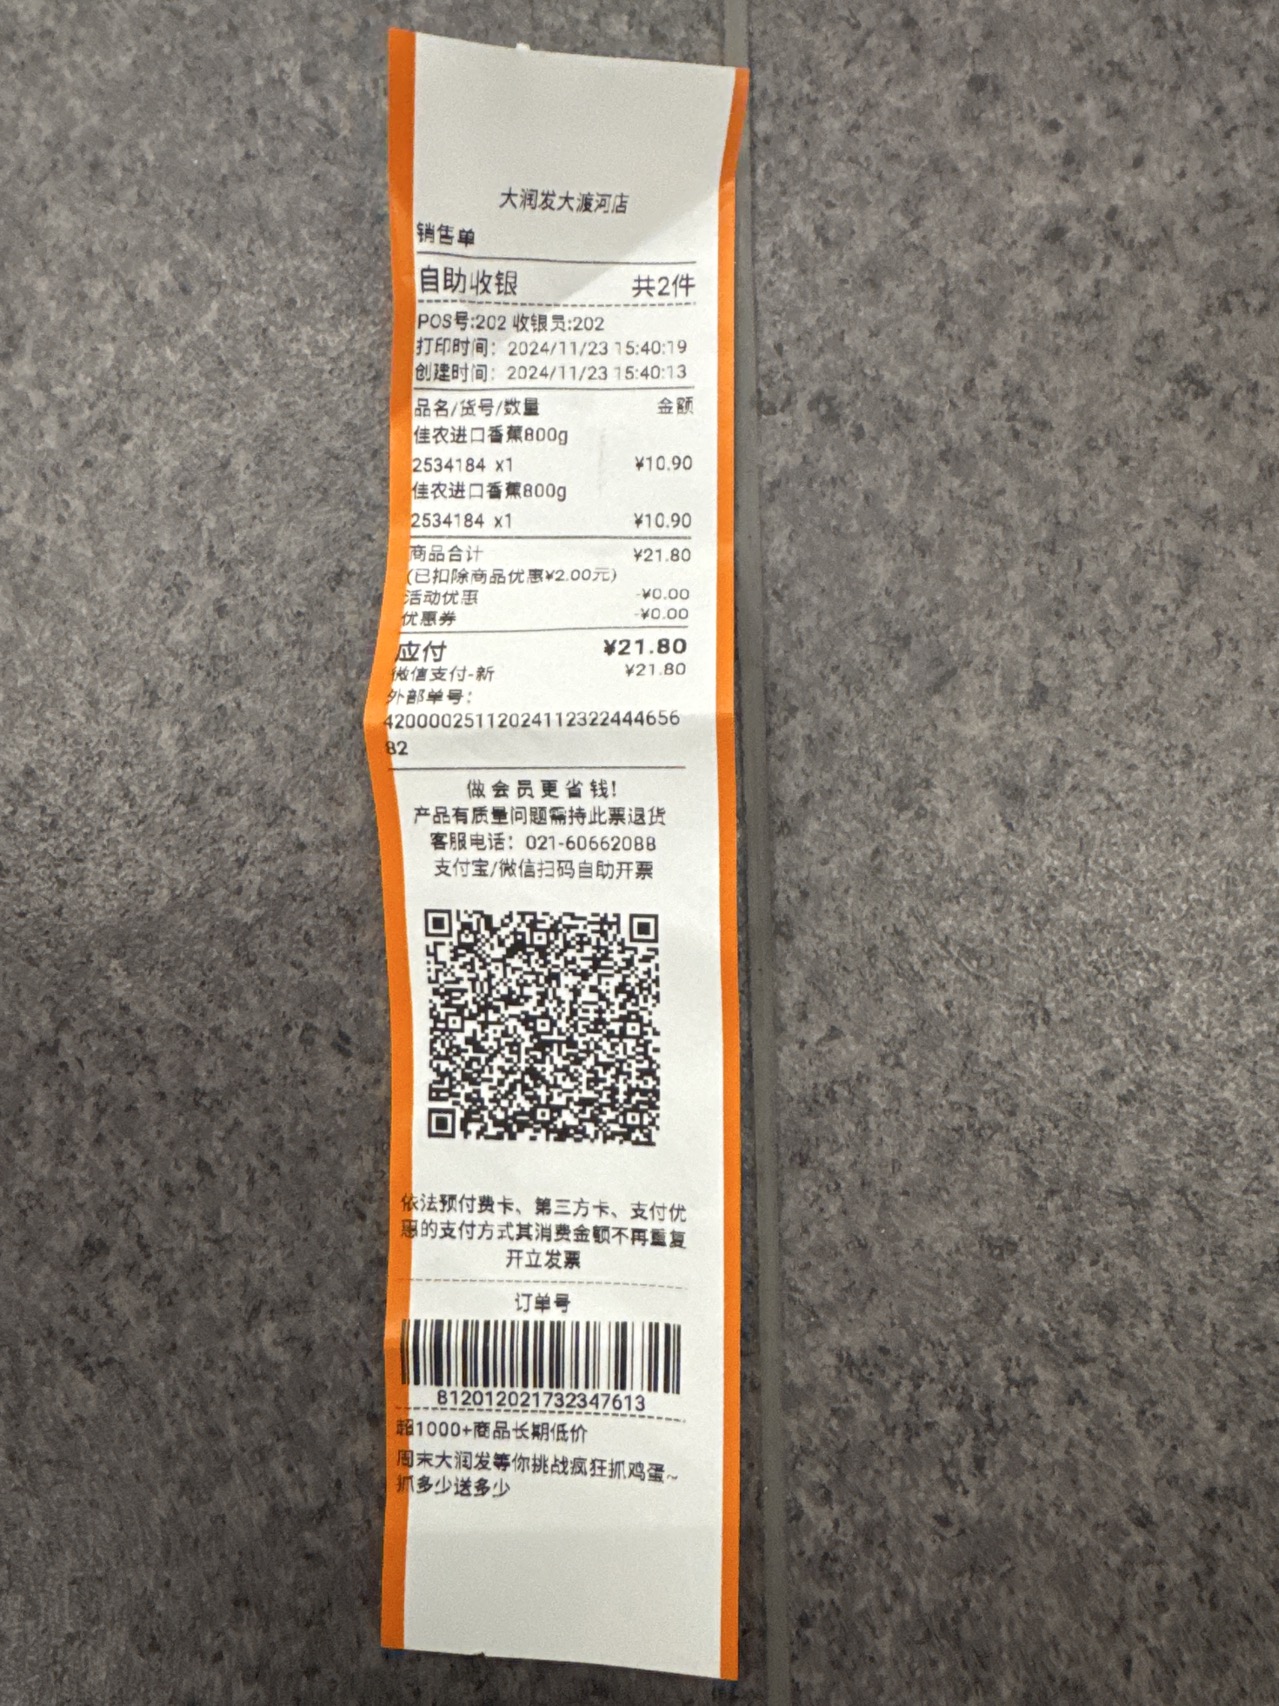 大润发大渡河店
销售单
自助收银 共2件
POS号:202 收银员:202
打印时间：2024/11/23 15:40:19
创建时间：2024/11/23 15:40:13
品名/货号/数量 金额
佳农进口香蕉800g
2534184 x1 ¥10.90
佳农进口香蕉800g
2534184 x1 ¥10.90
商品合计 ¥21.80
(已扣除商品优惠¥2.00元)
活动优惠 -¥0.00
优惠券 -¥0.00
应付 ¥21.80
微信支付-新 ¥21.80
外部单号：
42000025112024112322444656
82
做会员更省钱!
产品有质量问题需持此票退货
客服电话：021-60662088
支付宝/微信扫码自助开票
依法预付费卡、第三方卡、支付优
惠的支付方式其消费金额不再重复
开立发票
订单号
812012021732347613
超1000+商品长期低价
周末大润发等你挑战疯狂抓鸡蛋~
抓多少送多少